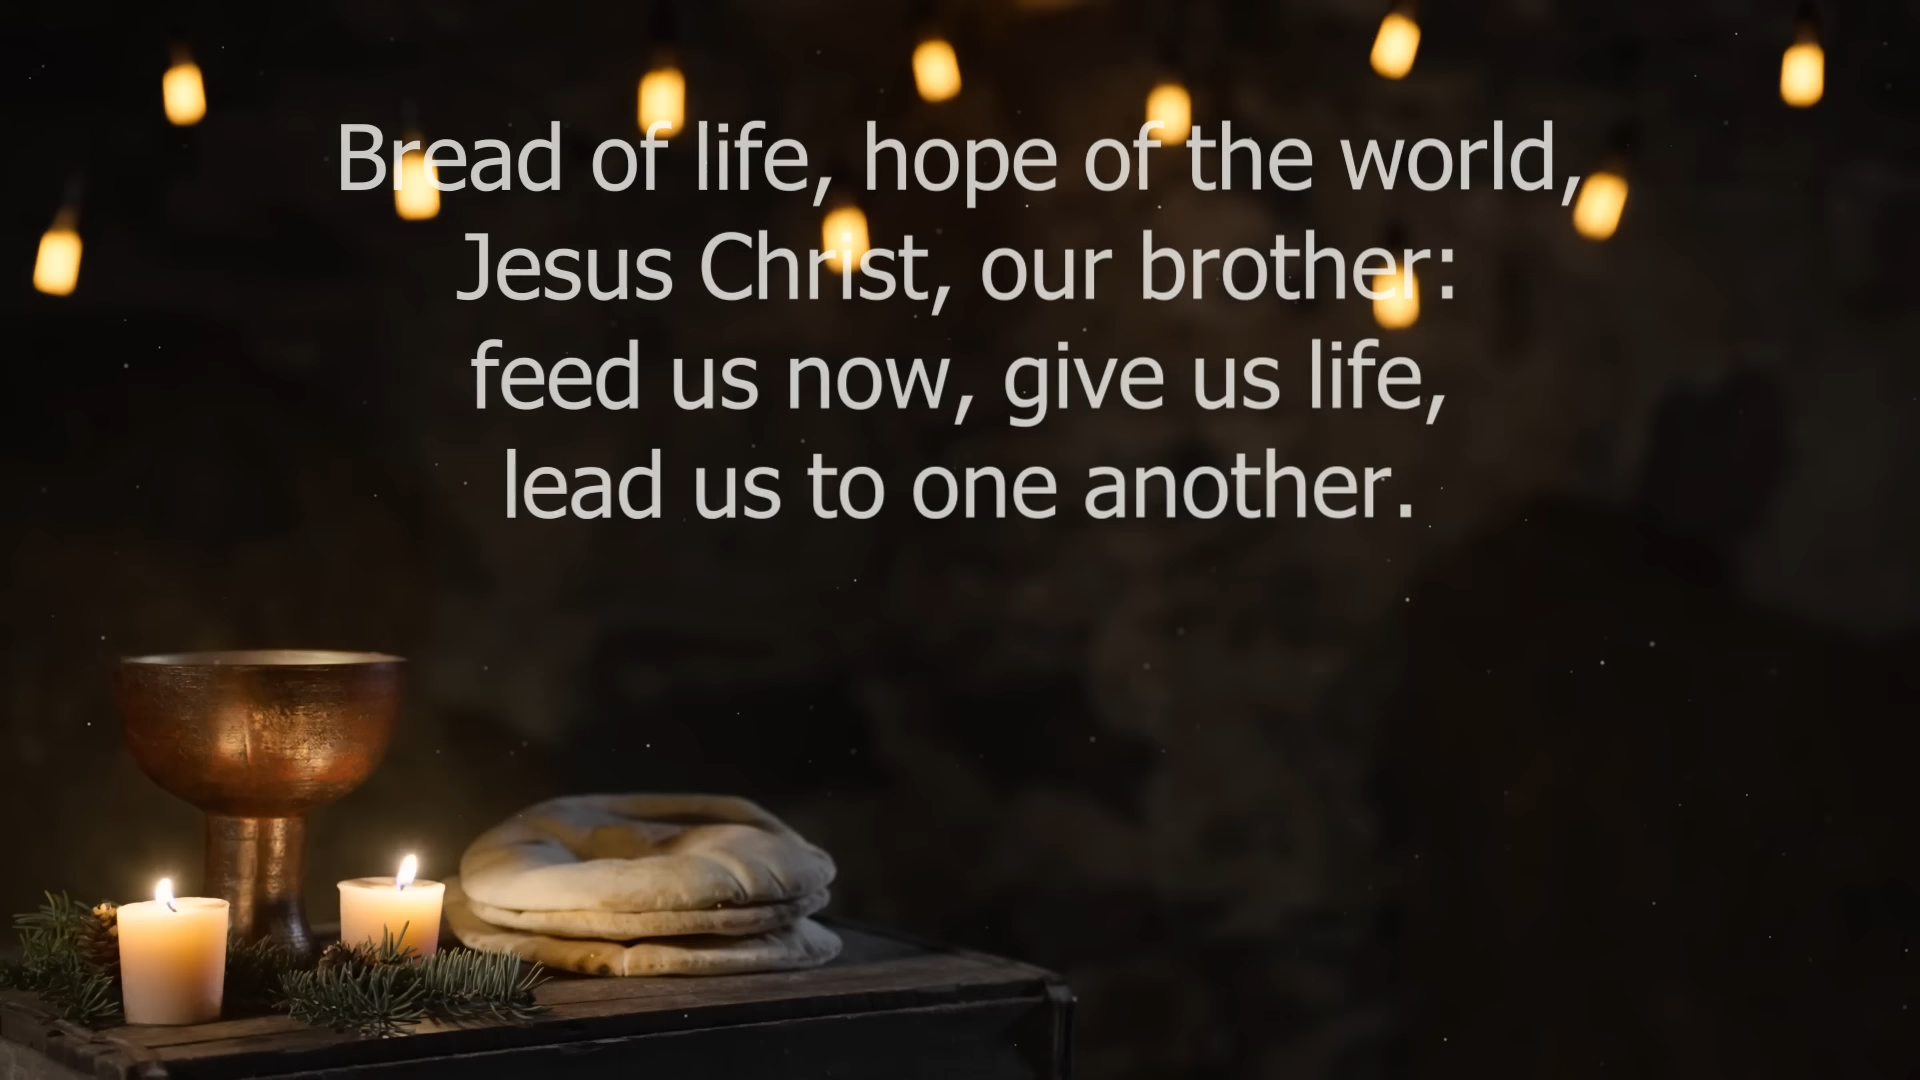 Bread of life, hope of the world,
Jesus Christ, our brother:
feed us now, give us life,
lead us to one another.